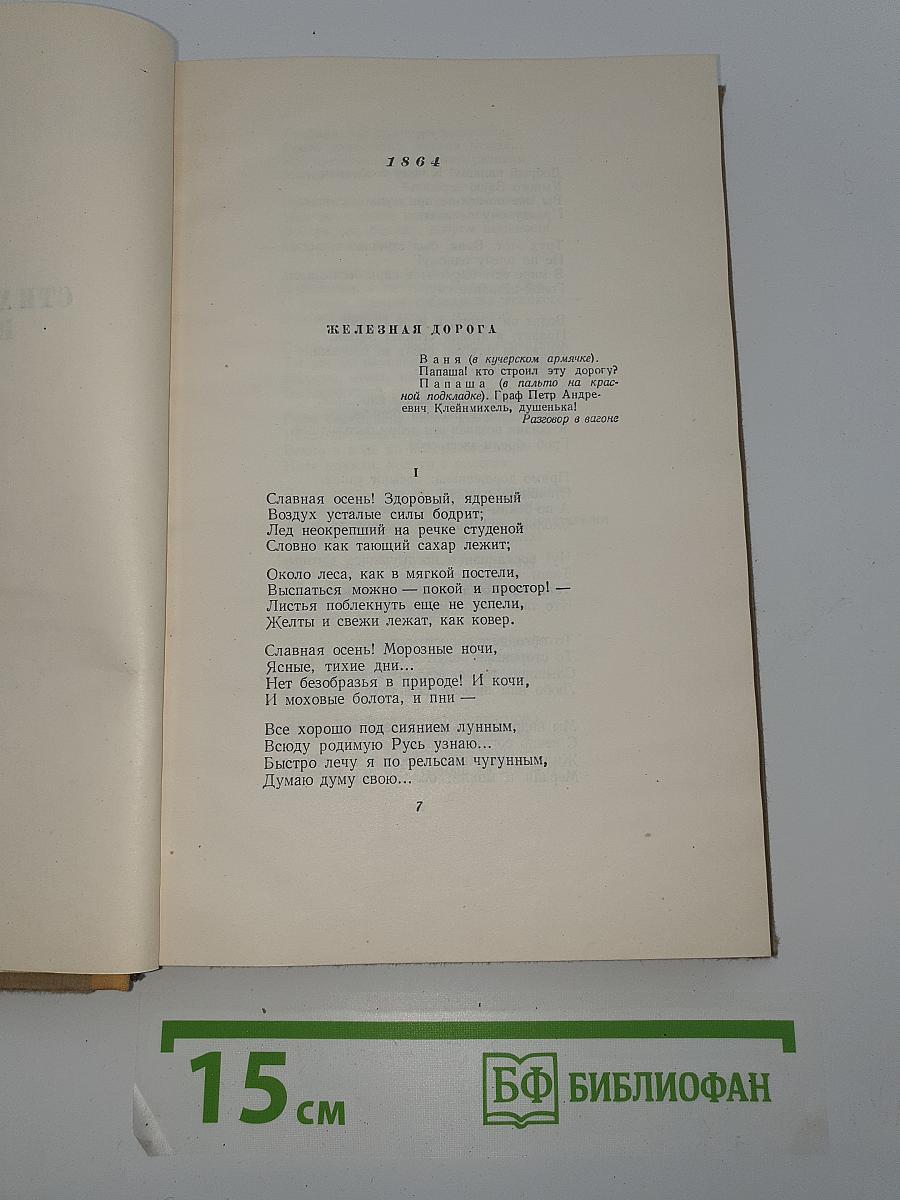 СТИ
1864
ЖЕЛЕЗНАЯ ДОРОГА
Ваня (в кучерском армячке).
Папаша! кто строил эту дорогу?
Папаша (в пальто на крас-
ной подкладке). Граф Петр Андре-
евич Клейнмихель, душенька!
Разговор в вагоне
I
Славная осень! Здоровый, ядреный
Воздух усталые силы бодрит;
Лед неокрепший на речке студеной
Словно как тающий сахар лежит;
Около леса, как в мягкой постели,
Выспаться можно — покой и простор! —
Листья поблекнуть еще не успели,
Желты и свежи лежат, как ковер.
Славная осень! Морозные ночи,
Ясные, тихие дни...
Нет безобразья в природе! И кочи,
И моховые болота, и пни —
Все хорошо под сиянием лунным,
Всюду родимую Русь узнаю...
Быстро лечу я по рельсам чугунным,
Думаю думу свою...
7
15 см
БФ БИБЛИОФАН